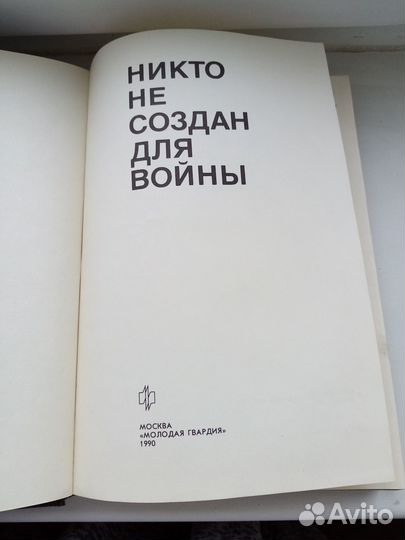 НИКТО
НЕ
СОЗДАН
ДЛЯ
ВОЙНЫ
МОСКВА
«МОЛОДАЯ ГВАРДИЯ»
1990
Avito